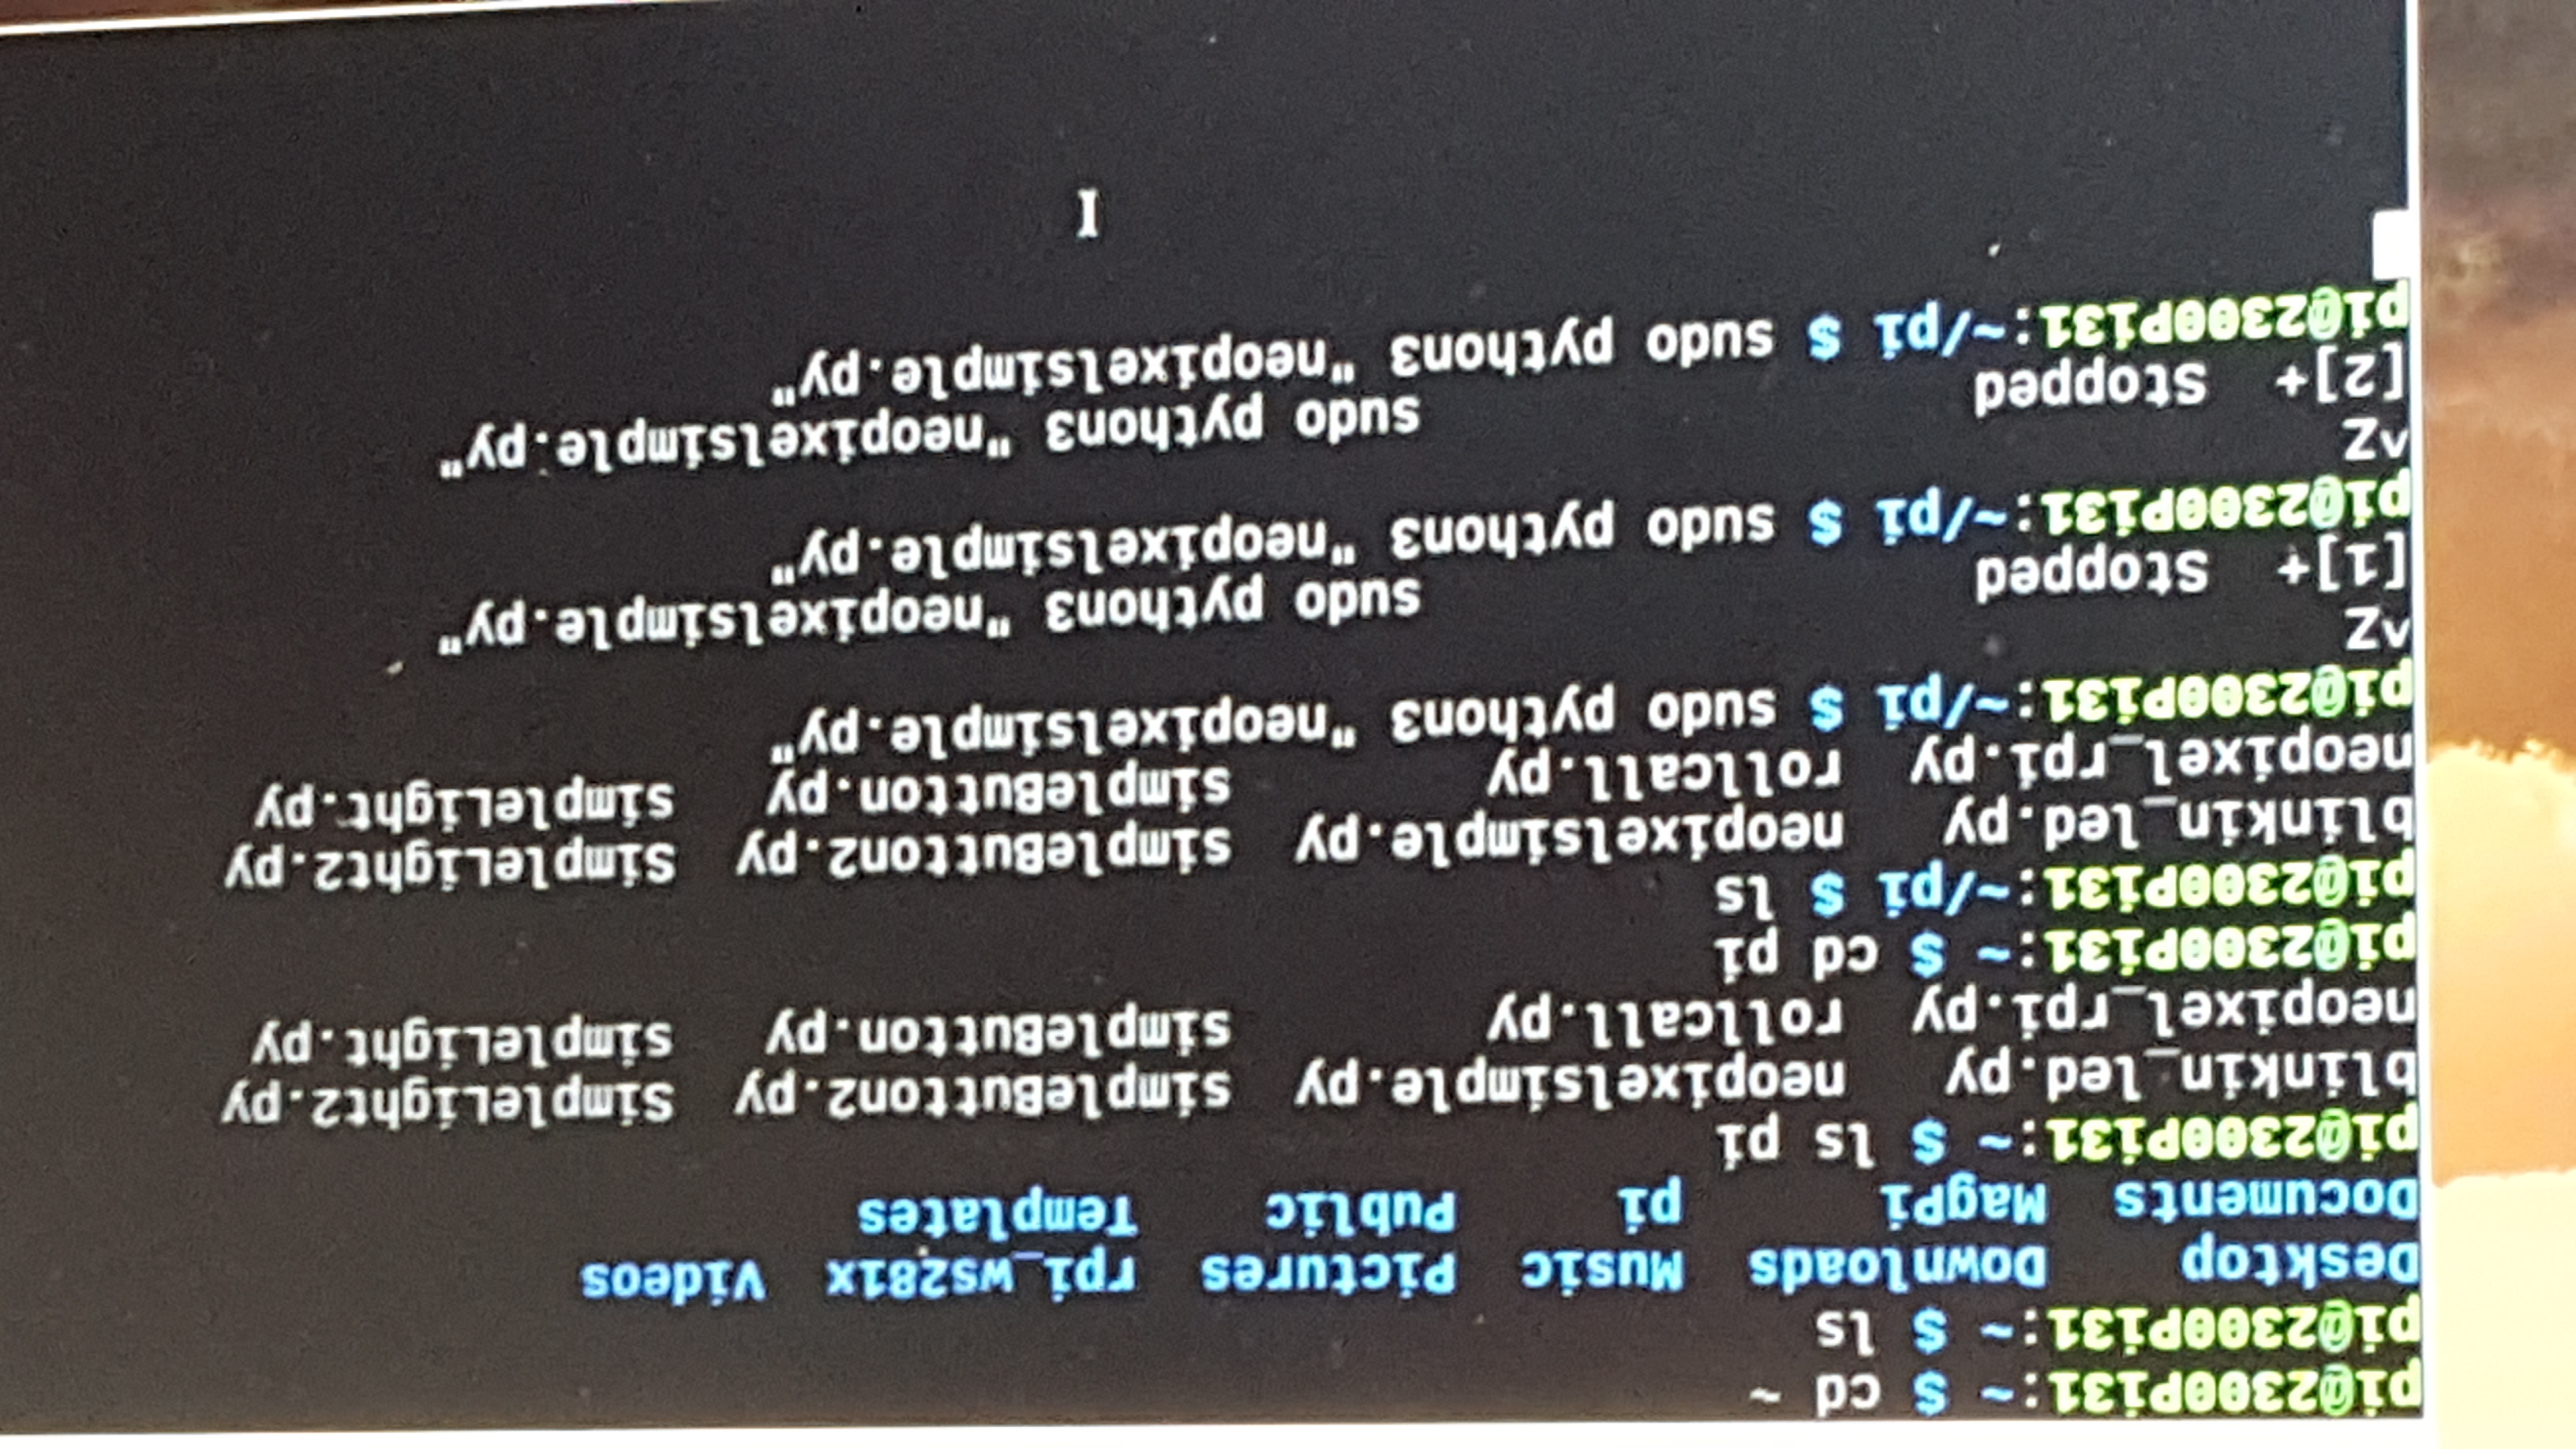 pi@2300Pi31:~ $ cd ~
pi@2300Pi31:~ $ ls
Desktop Downloads Music Pictures rpi_ws281x Videos
Documents MagPi pi Public Templates
pi@2300Pi31:~ $ ls pi
blinkin_led.py neopixelsimple.py simpleButton2.py SimpleLight2.py
neopixel_rpi.py rollcall.py simpleButton.py simpleLight.py
pi@2300Pi31:~ $ cd pi
pi@2300Pi31:~/pi $ ls
blinkin_led.py neopixelsimple.py simpleButton2.py SimpleLight2.py
neopixel_rpi.py rollcall.py simpleButton.py simpleLight.py
pi@2300Pi31:~/pi $ sudo python3 "neopixelsimple.py"
^Z
[1]+ Stopped sudo python3 "neopixelsimple.py"
pi@2300Pi31:~/pi $ sudo python3 "neopixelsimple.py"
^Z
[2]+ Stopped sudo python3 "neopixelsimple.py"
pi@2300Pi31:~/pi $ sudo python3 "neopixelsimple.py"